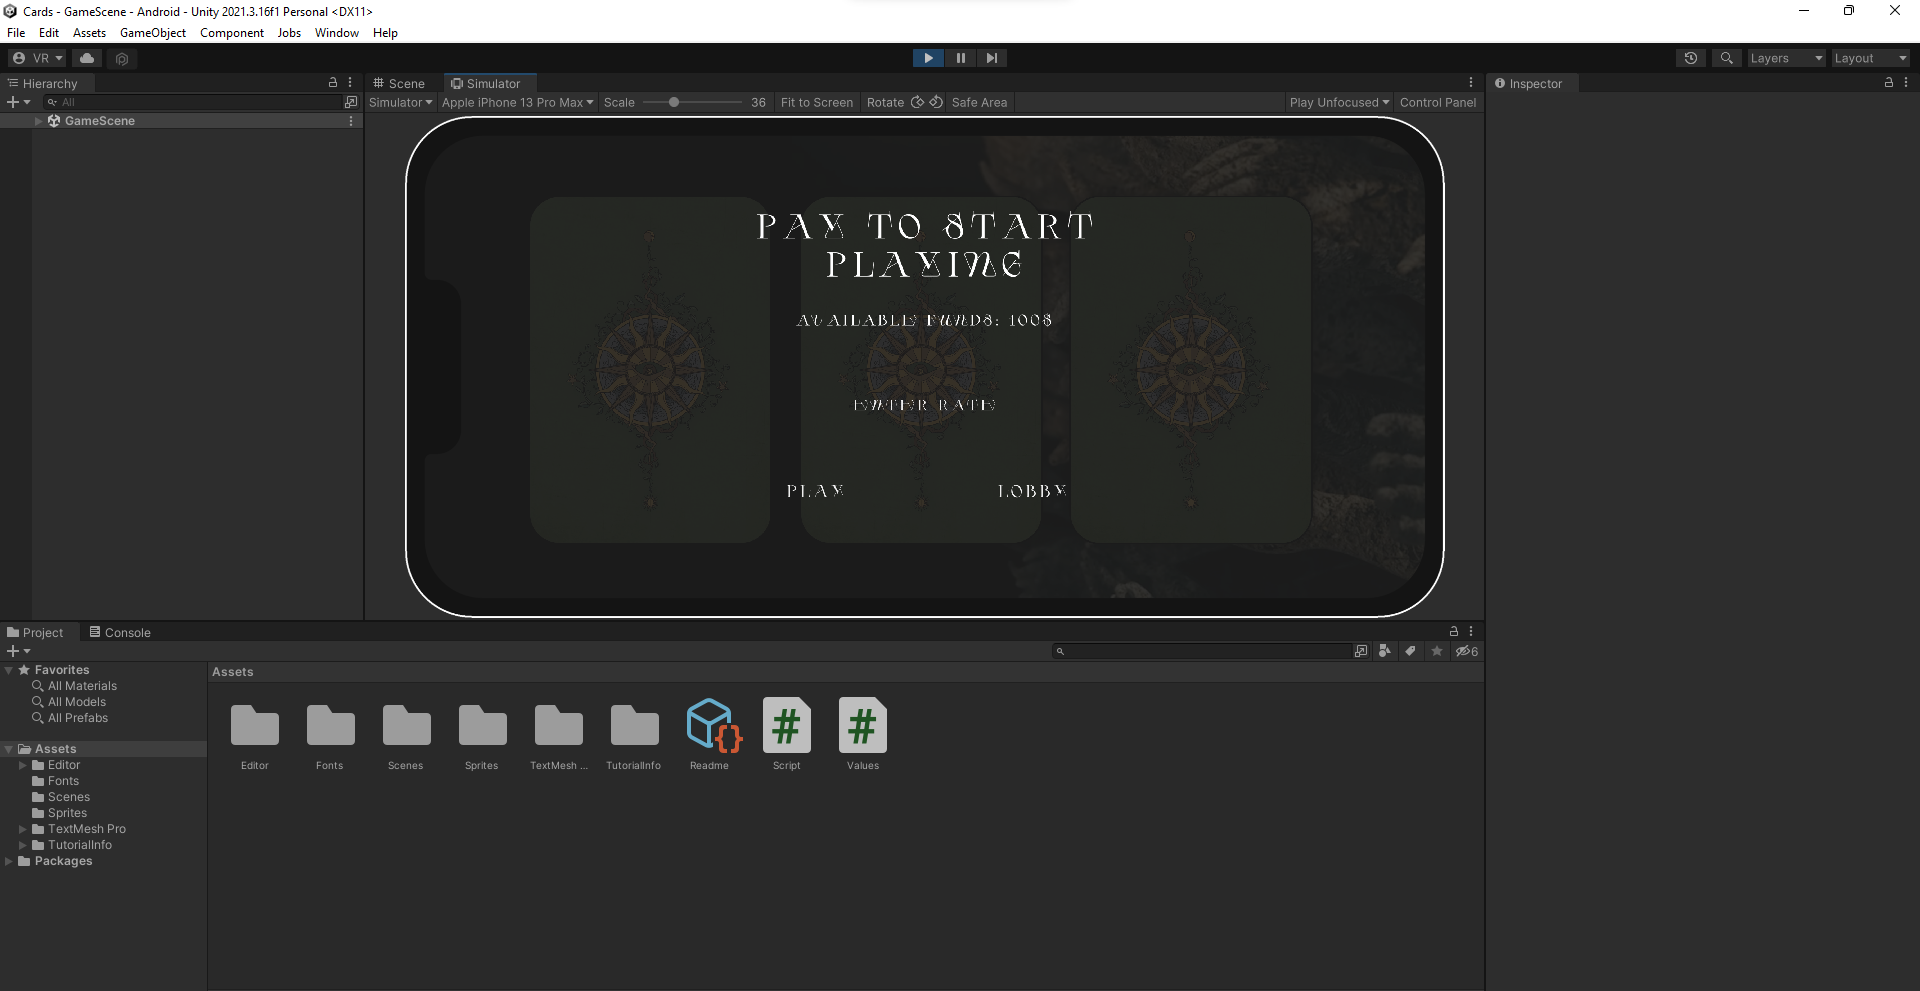 Cards - GameScene - Android - Unity 2021.3.16f1 Personal <DX11>
File Edit Assets GameObject Component Jobs Window Help
VR Layers Layout
Hierarchy Scene Simulator Inspector
All Simulator Apple iPhone 13 Pro Max Scale 36 Fit to Screen Rotate Safe Area Play Unfocused Control Panel
GameScene
PAY TO START
PLAYING
AVAILABLE FUNDS: 100$
ENTER RATE
PLAY LOBBY
Project Console
6
Favorites
All Materials
All Models
All Prefabs
Assets
Editor
Fonts
Scenes
Sprites
TextMesh Pro
TutorialInfo
Packages
Assets
Editor Fonts Scenes Sprites TextMesh ... TutorialInfo Readme Script Values